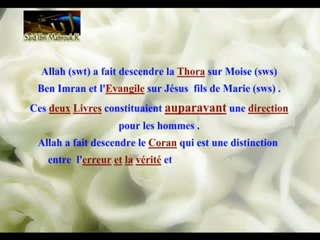 Said Ibn Mabrouk K
Allah (swt) a fait descendre la Thora sur Moise (sws)
Ben Imran et l'Evangile sur Jésus fils de Marie (sws) .
Ces deux Livres constituaient auparavant une direction
pour les hommes .
Allah a fait descendre le Coran qui est une distinction
entre l'erreur et la vérité et